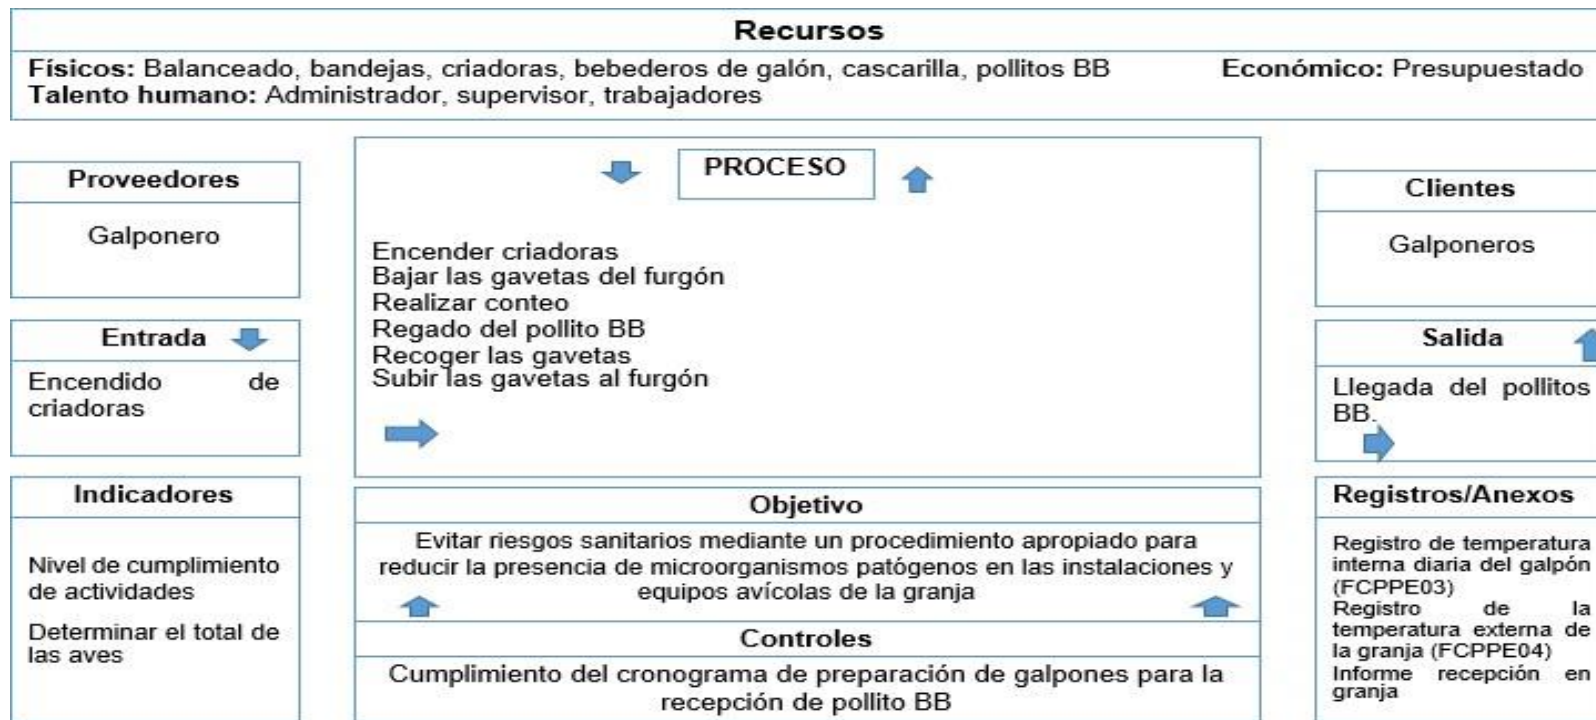 Recursos
Físicos: Balanceado, bandejas, criadoras, bebederos de galón, cascarilla, pollitos BB Económico: Presupuestado
Talento humano: Administrador, supervisor, trabajadores
Proveedores
Galponero
Entrada
Encendido de
criadoras
Indicadores
Nivel de cumplimiento
de actividades
Determinar el total de
las aves
PROCESO
Encender criadoras
Bajar las gavetas del furgón
Realizar conteo
Regado del pollito BB
Recoger las gavetas
Subir las gavetas al furgón
Objetivo
Evitar riesgos sanitarios mediante un procedimiento apropiado para
reducir la presencia de microorganismos patógenos en las instalaciones y
equipos avícolas de la granja
Controles
Cumplimiento del cronograma de preparación de galpones para la
recepción de pollito BB
Clientes
Galponeros
Salida
Llegada del pollitos
BB.
Registros/Anexos
Registro de temperatura
interna diaria del galpón
(FCPPE03)
Registro de la
temperatura externa de
la granja (FCPPE04)
Informe recepción en
granja